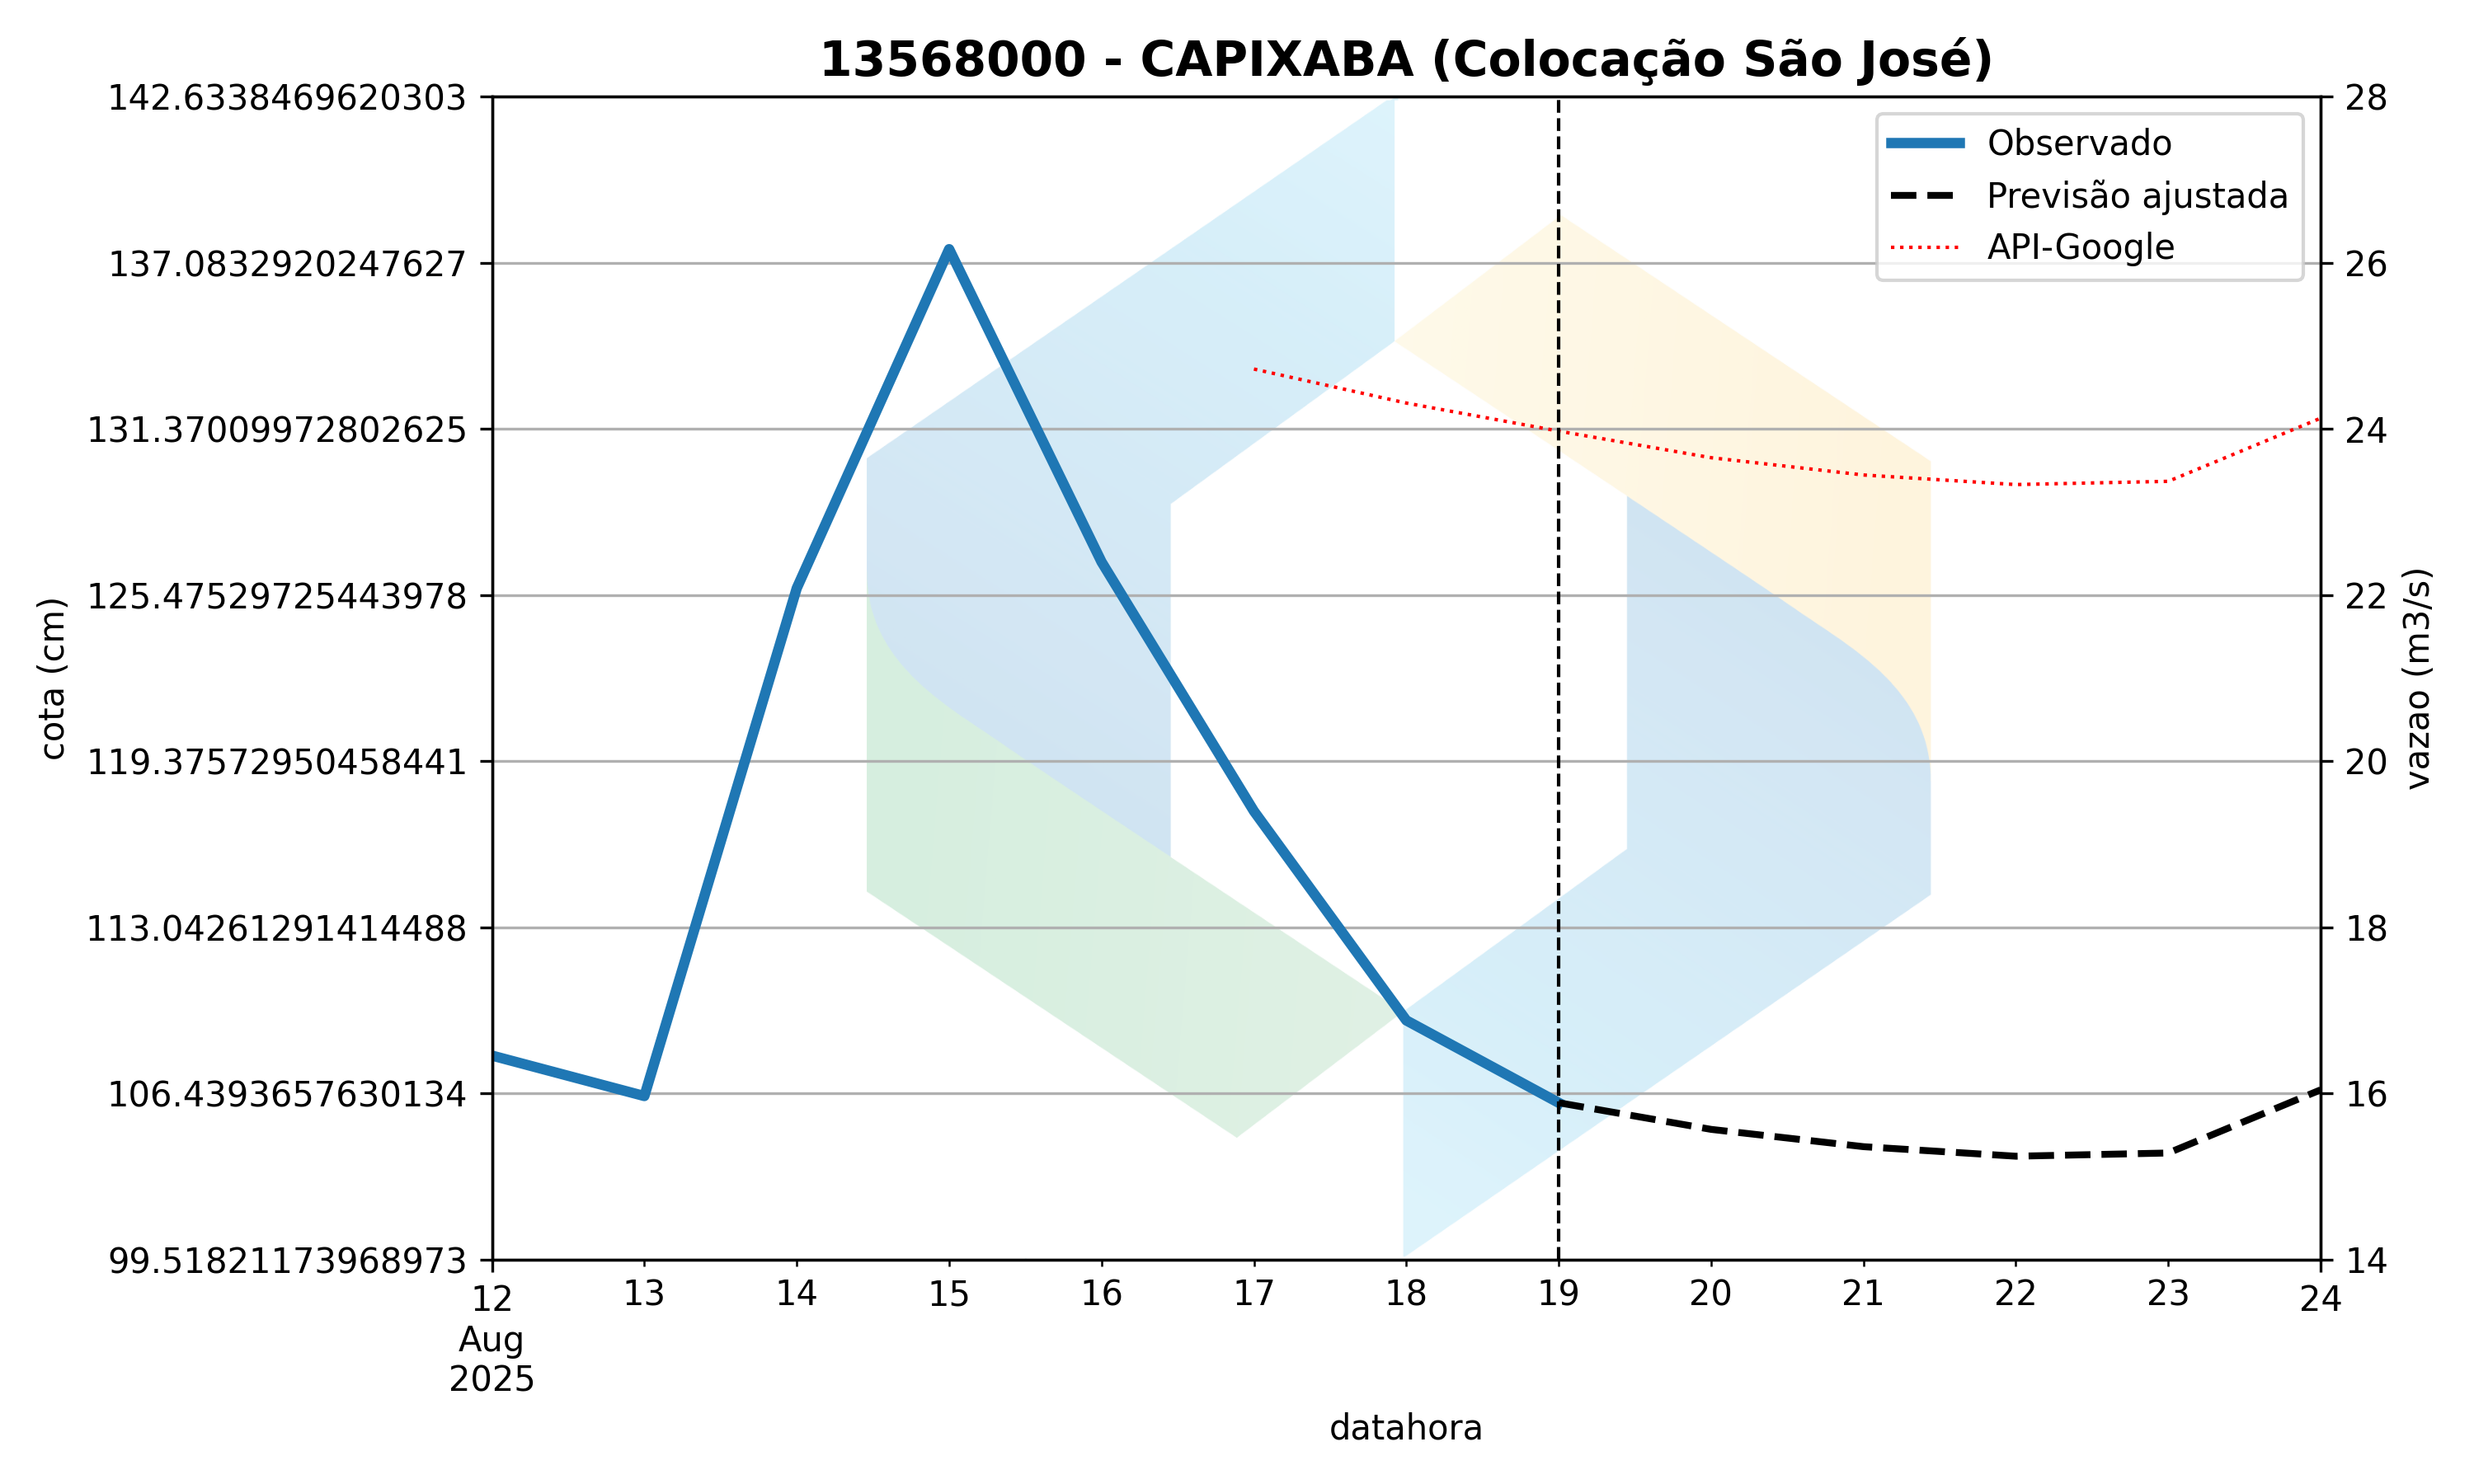 13568000 - CAPIXABA (Colocação São José)
142.6338469620303
137.0832920247627
131.37009972802625
125.47529725443978
119.37572950458441
113.04261291414488
106.4393657630134
99.51821173968973
cota (cm)
28
26
24
22
20
18
16
14
vazao (m3/s)
Observado
Previsão ajustada
API-Google
12 13 14 15 16 17 18 19 20 21 22 23 24
Aug
2025
datahora